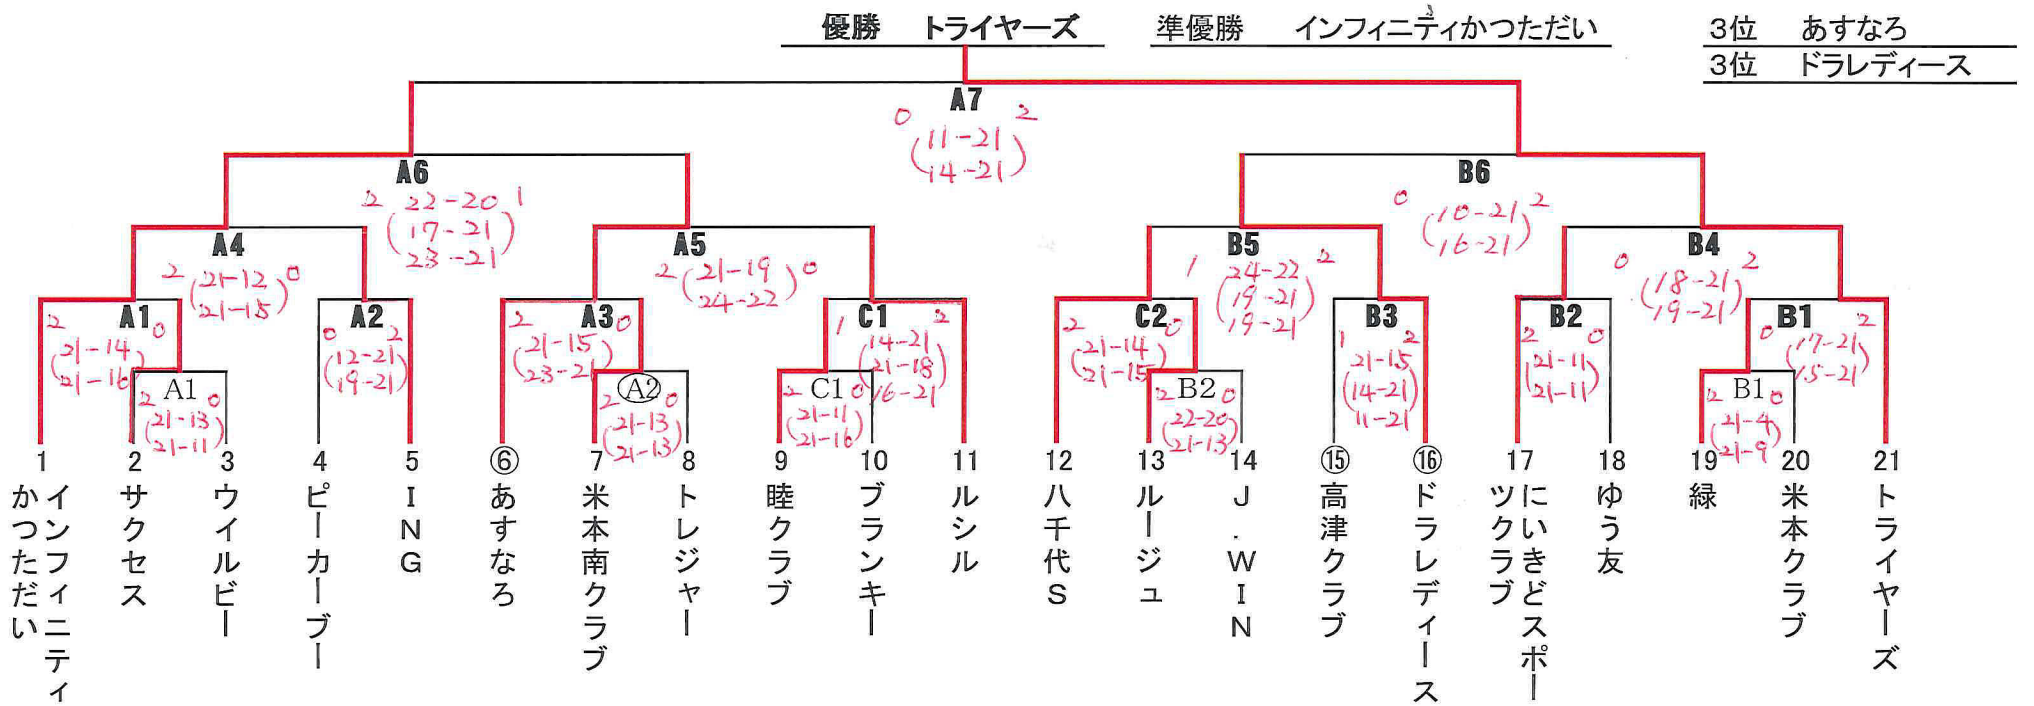 優勝　トライヤーズ
準優勝　インフィニティかつただい
3位　あすなろ
3位　ドラレディース
A7
0 2
11-21
14-21
A6
2 1
22-20
17-21
23-21
B6
0 2
10-21
16-21
A4
2 0
21-12
21-15
A5
2 0
21-19
24-22
B5
1 2
24-22
19-21
19-21
B4
0 2
18-21
19-21
A1
2 0
21-14
21-16
A2
0 2
12-21
19-21
A3
2 0
21-15
23-21
C1
1 2
14-21
21-18
16-21
C2
2 0
21-14
21-15
B3
1 2
21-15
14-21
11-21
B2
2 0
21-11
21-11
B1
0 2
17-21
15-21
A1
2 0
21-13
21-11
A2
2 0
21-13
21-13
C1
2 0
21-11
21-16
B2
2 0
22-20
21-13
B1
2 0
21-4
21-9
1 インフィニティかつただい
2 サクセス
3 ウイルビー
4 ピーカーブー
5 ING
⑥ あすなろ
7 米本南クラブ
8 トレジャー
9 睦クラブ
10 ブランキー
11 ルシル
12 八千代S
13 ルージュ
14 J.WIN
⑮ 高津クラブ
⑯ ドラレディース
17 にいきどスポーツクラブ
18 ゆう友
19 緑
20 米本クラブ
21 トライヤーズ